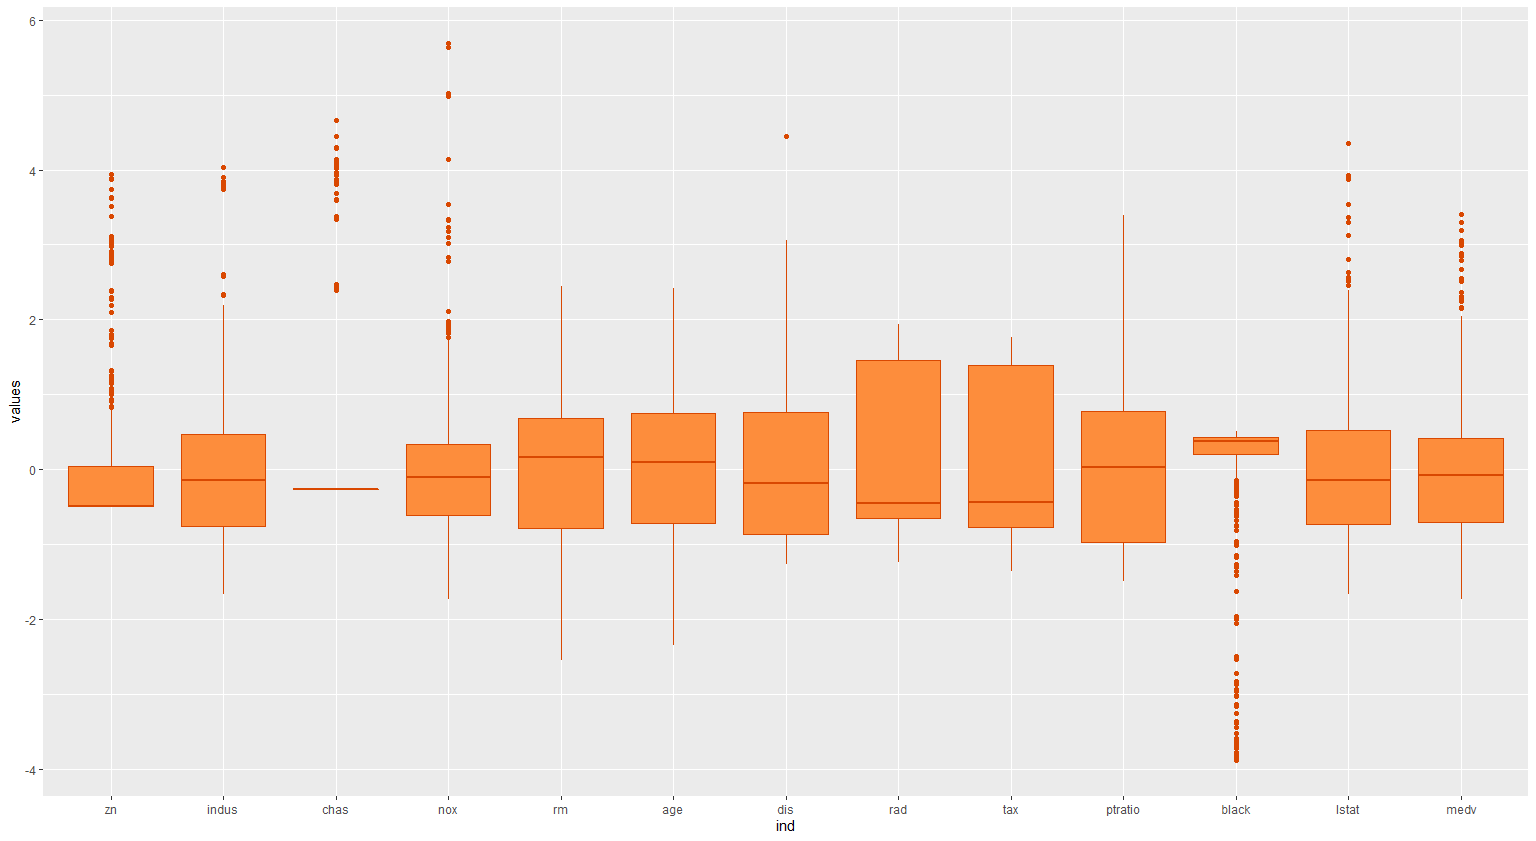 6
4
2
0
-2
-4
values
zn indus chas nox rm age dis rad tax ptratio black lstat medv
ind